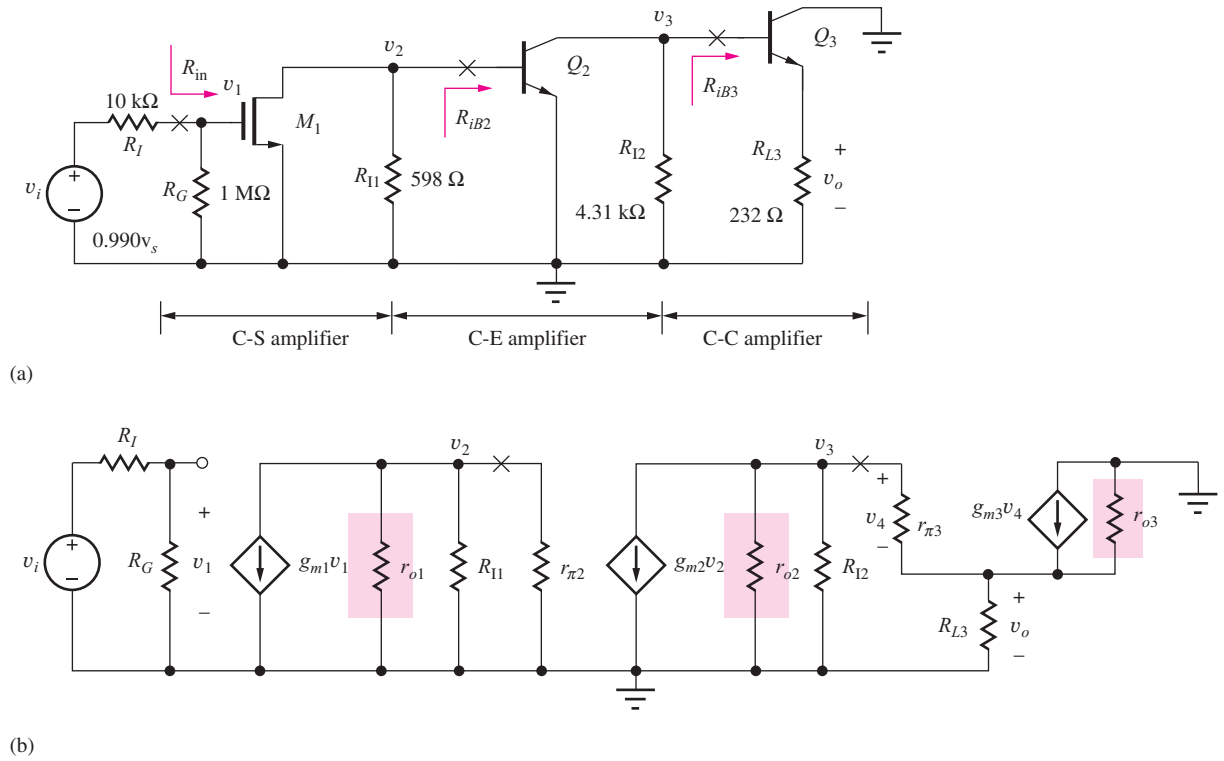 v3
Q3
v2
Q2
Rin
v1
RiB2
RiB3
10 kΩ
RI
M1
RI1
598 Ω
RI2
RL3
+
vo
−
vi
+
−
RG
1 MΩ
4.31 kΩ
232 Ω
0.990vs
C-S amplifier
C-E amplifier
C-C amplifier
(a)
RI
v2
v3
+
v4
−
rπ3
gm3v4
ro3
vi
+
−
RG
+
v1
−
gm1v1
ro1
RI1
rπ2
gm2v2
ro2
RI2
RL3
+
vo
−
(b)